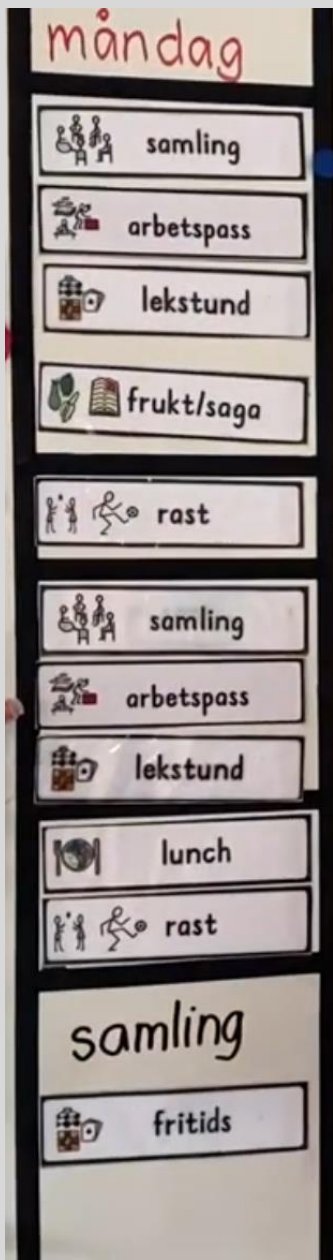 måndag
samling
arbetspass
lekstund
frukt/saga
rast
samling
arbetspass
lekstund
lunch
rast
samling
fritids